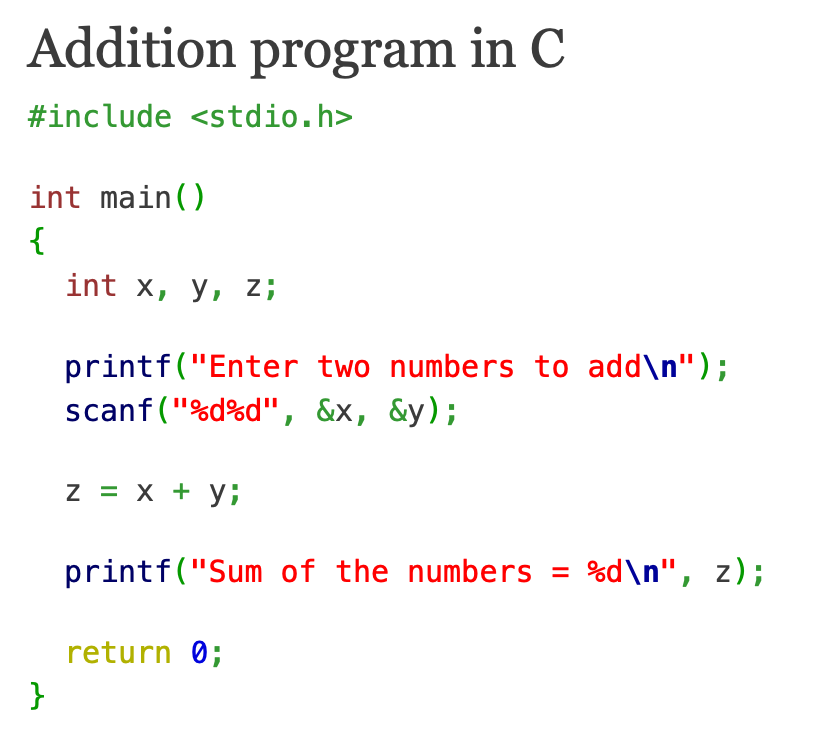 Addition program in C
#include <stdio.h>
int main()
{
  int x, y, z;
  printf("Enter two numbers to add\n");
  scanf("%d%d", &x, &y);
  z = x + y;
  printf("Sum of the numbers = %d\n", z);
  return 0;
}